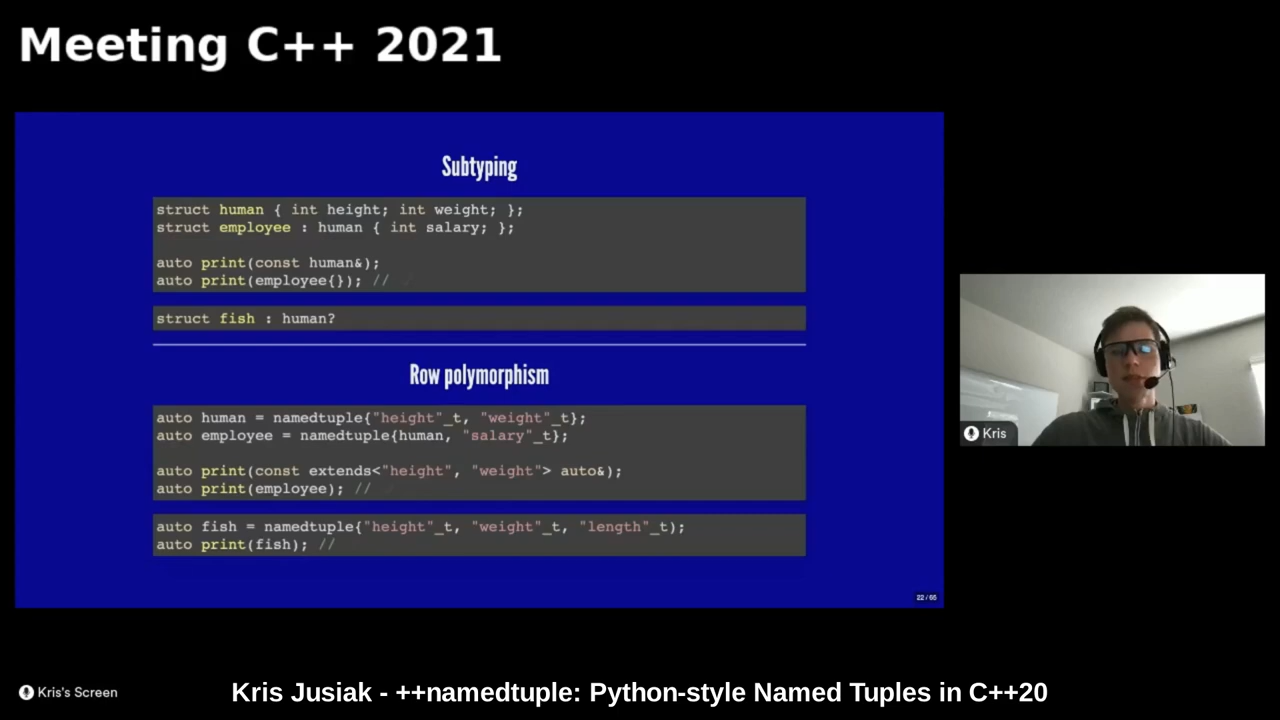 Meeting C++ 2021
Subtyping
struct human { int height; int weight; };
struct employee : human { int salary; };
auto print(const human&);
auto print(employee{}); //
struct fish : human?
Row polymorphism
auto human = namedtuple{"height"_t, "weight"_t};
auto employee = namedtuple{human, "salary"_t};
auto print(const extends<"height", "weight"> auto&);
auto print(employee); //
auto fish = namedtuple{"height"_t, "weight"_t, "length"_t);
auto print(fish); //
22 / 65
Kris
Kris's Screen
Kris Jusiak - ++namedtuple: Python-style Named Tuples in C++20